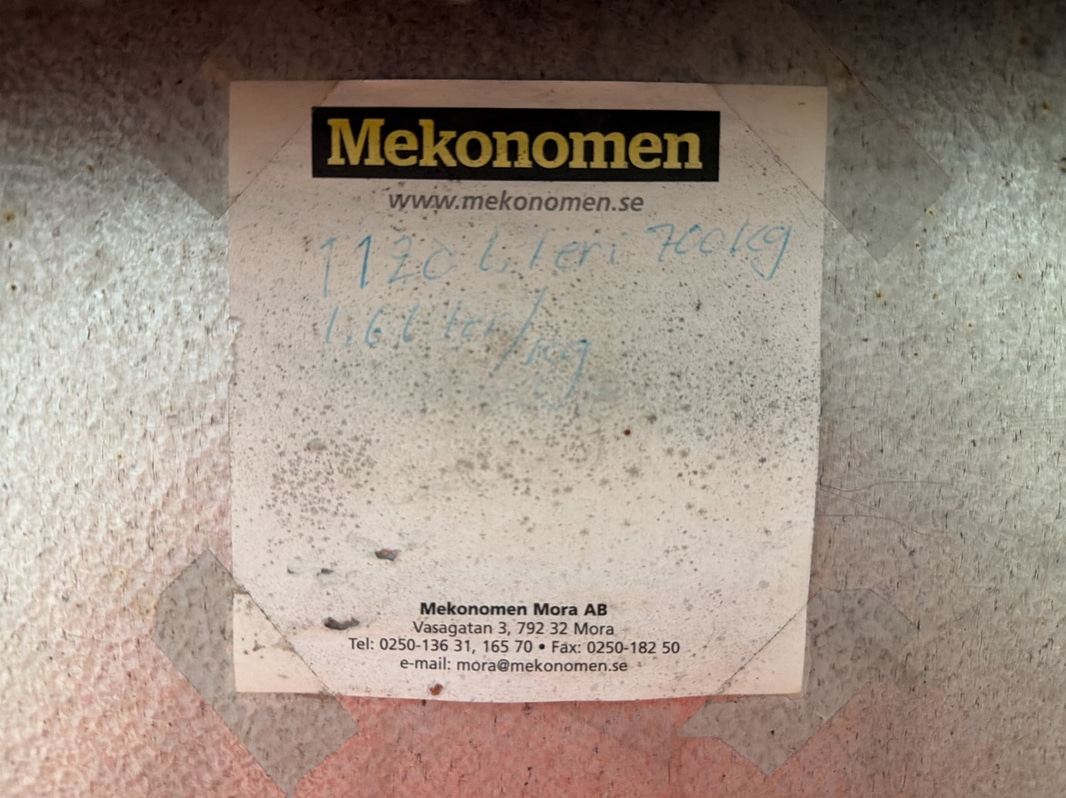 Mekonomen
www.mekonomen.se
1120 liter i 700kg
1,6 liter/kg
Mekonomen Mora AB
Vasagatan 3, 792 32 Mora
Tel: 0250-136 31, 165 70 • Fax: 0250-182 50
e-mail: mora@mekonomen.se